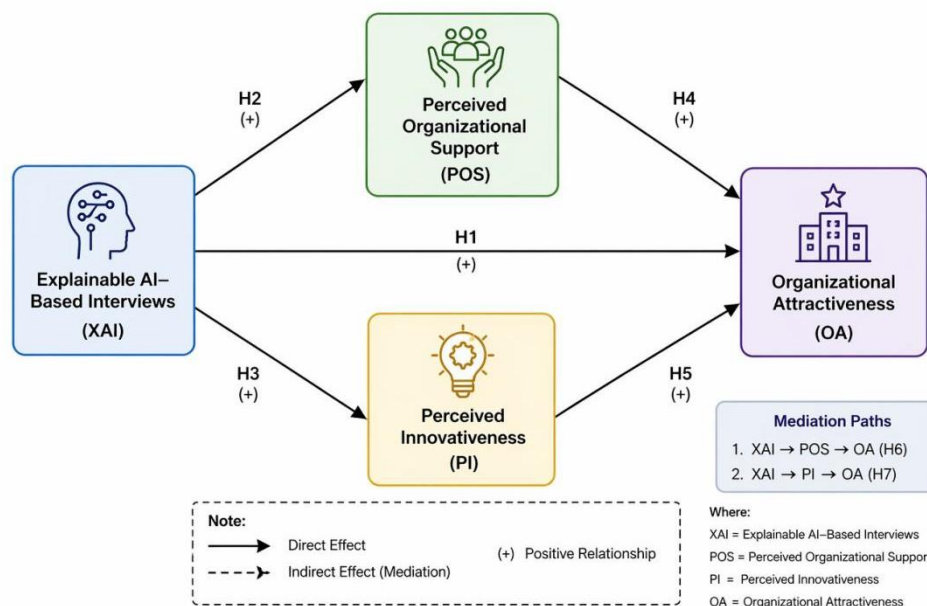 Perceived
Organizational
Support
(POS)
H2
(+)
H4
(+)
Explainable AI–
Based Interviews
(XAI)
H1
(+)
Organizational
Attractiveness
(OA)
H3
(+)
Perceived
Innovativeness
(PI)
H5
(+)
Mediation Paths
1. XAI → POS → OA (H6)
2. XAI → PI → OA (H7)
Note:
Direct Effect
Indirect Effect (Mediation)
(+) Positive Relationship
Where:
XAI = Explainable AI–Based Interviews
POS = Perceived Organizational Support
PI = Perceived Innovativeness
OA = Organizational Attractiveness